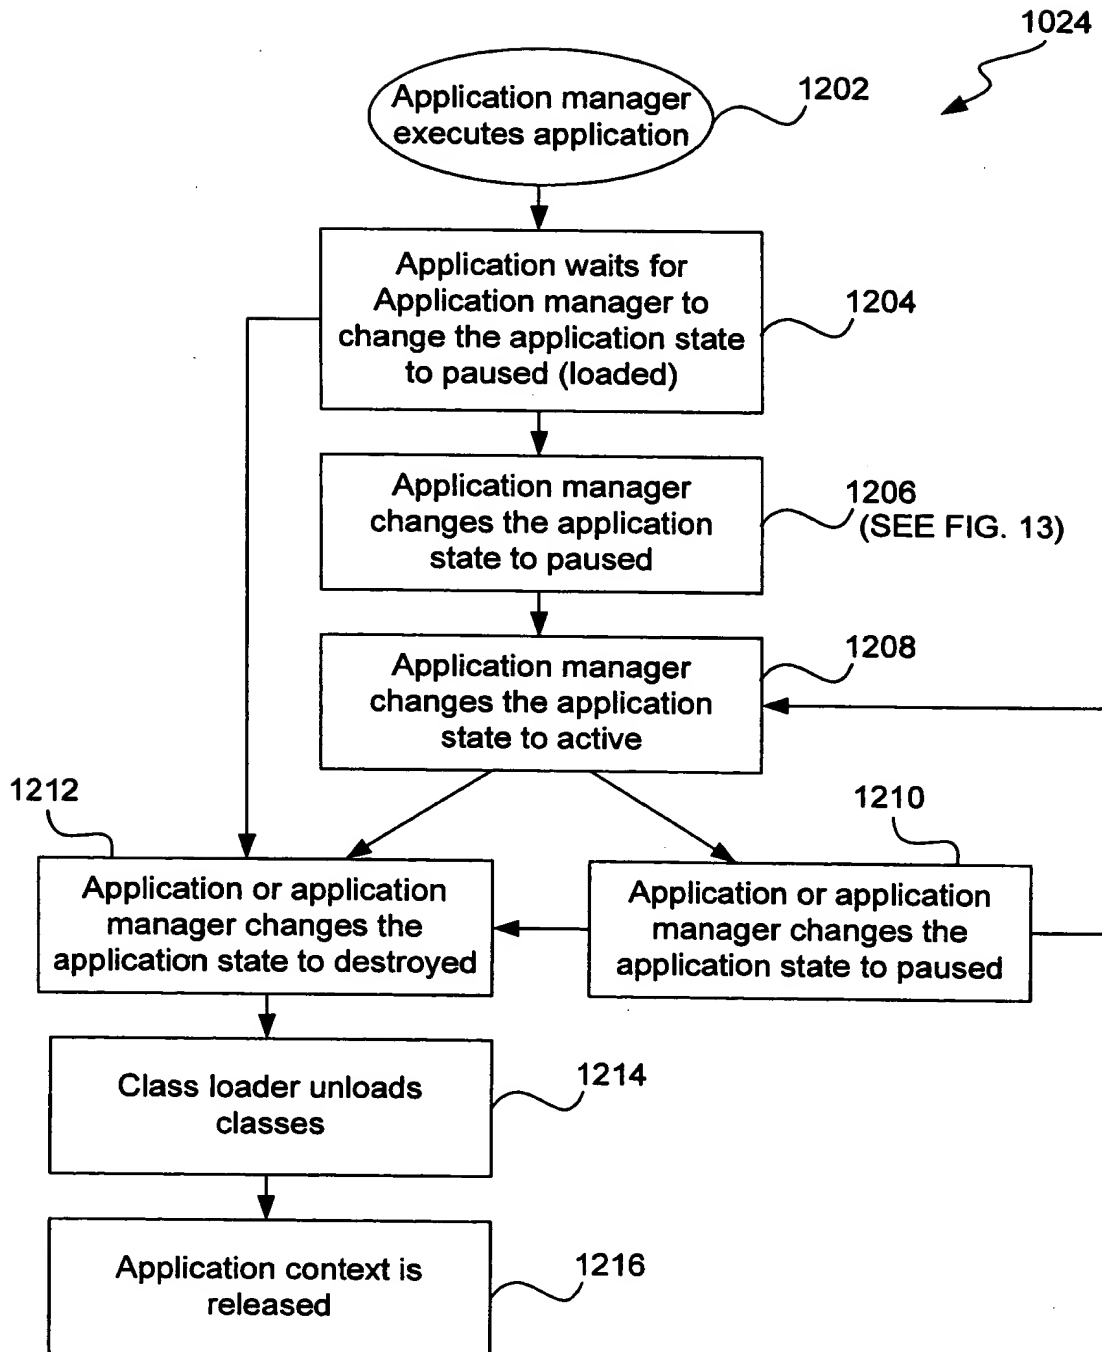 1024
Application manager
executes application
1202
Application waits for
Application manager to
change the application state
to paused (loaded)
1204
Application manager
changes the application
state to paused
1206
(SEE FIG. 13)
Application manager
changes the application
state to active
1208
1212
1210
Application or application
manager changes the
application state to destroyed
Application or application
manager changes the
application state to paused
Class loader unloads
classes
1214
Application context is
released
1216